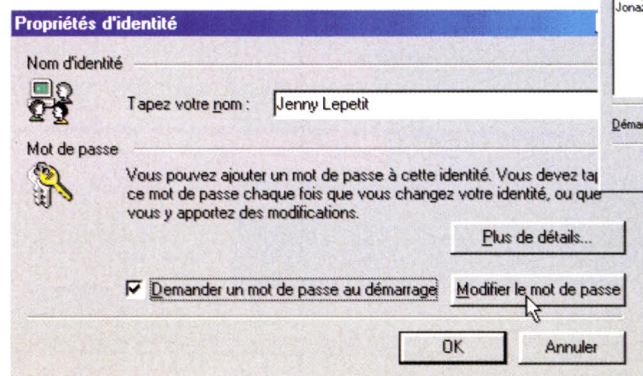 Propriétés d'identité
Nom d'identité
Tapez votre nom :
Jenny Lepetit
Mot de passe
Vous pouvez ajouter un mot de passe à cette identité. Vous devez
ce mot de passe chaque fois que vous changez votre identité, ou que
vous y apportez des modifications.
Plus de détails...
Demander un mot de passe au démarrage
Modifier le mot de passe
OK
Annuler